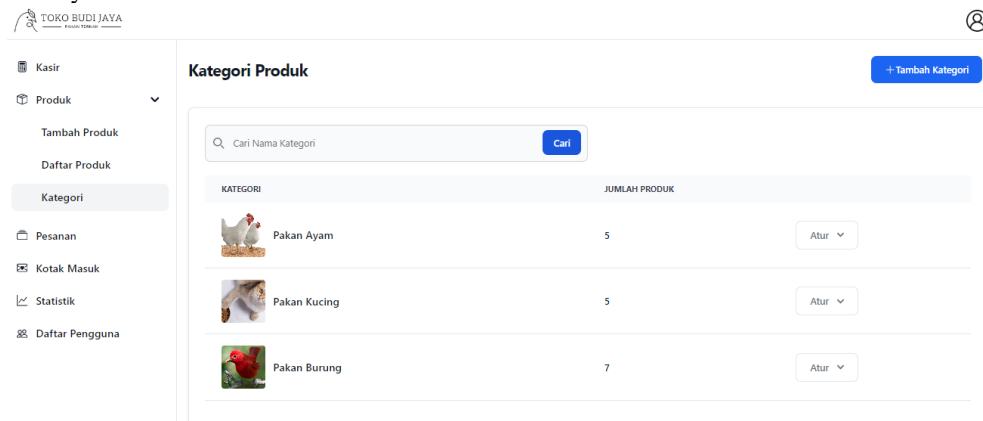 TOKO BUDI JAYA
Kasir
Produk
Tambah Produk
Daftar Produk
Kategori
Pesanan
Kotak Masuk
Statistik
Daftar Pengguna
Kategori Produk
+Tambah Kategori
Cari Nama Kategori
Cari
KATEGORI JUMLAH PRODUK
Pakan Ayam 5 Atur
Pakan Kucing 5 Atur
Pakan Burung 7 Atur